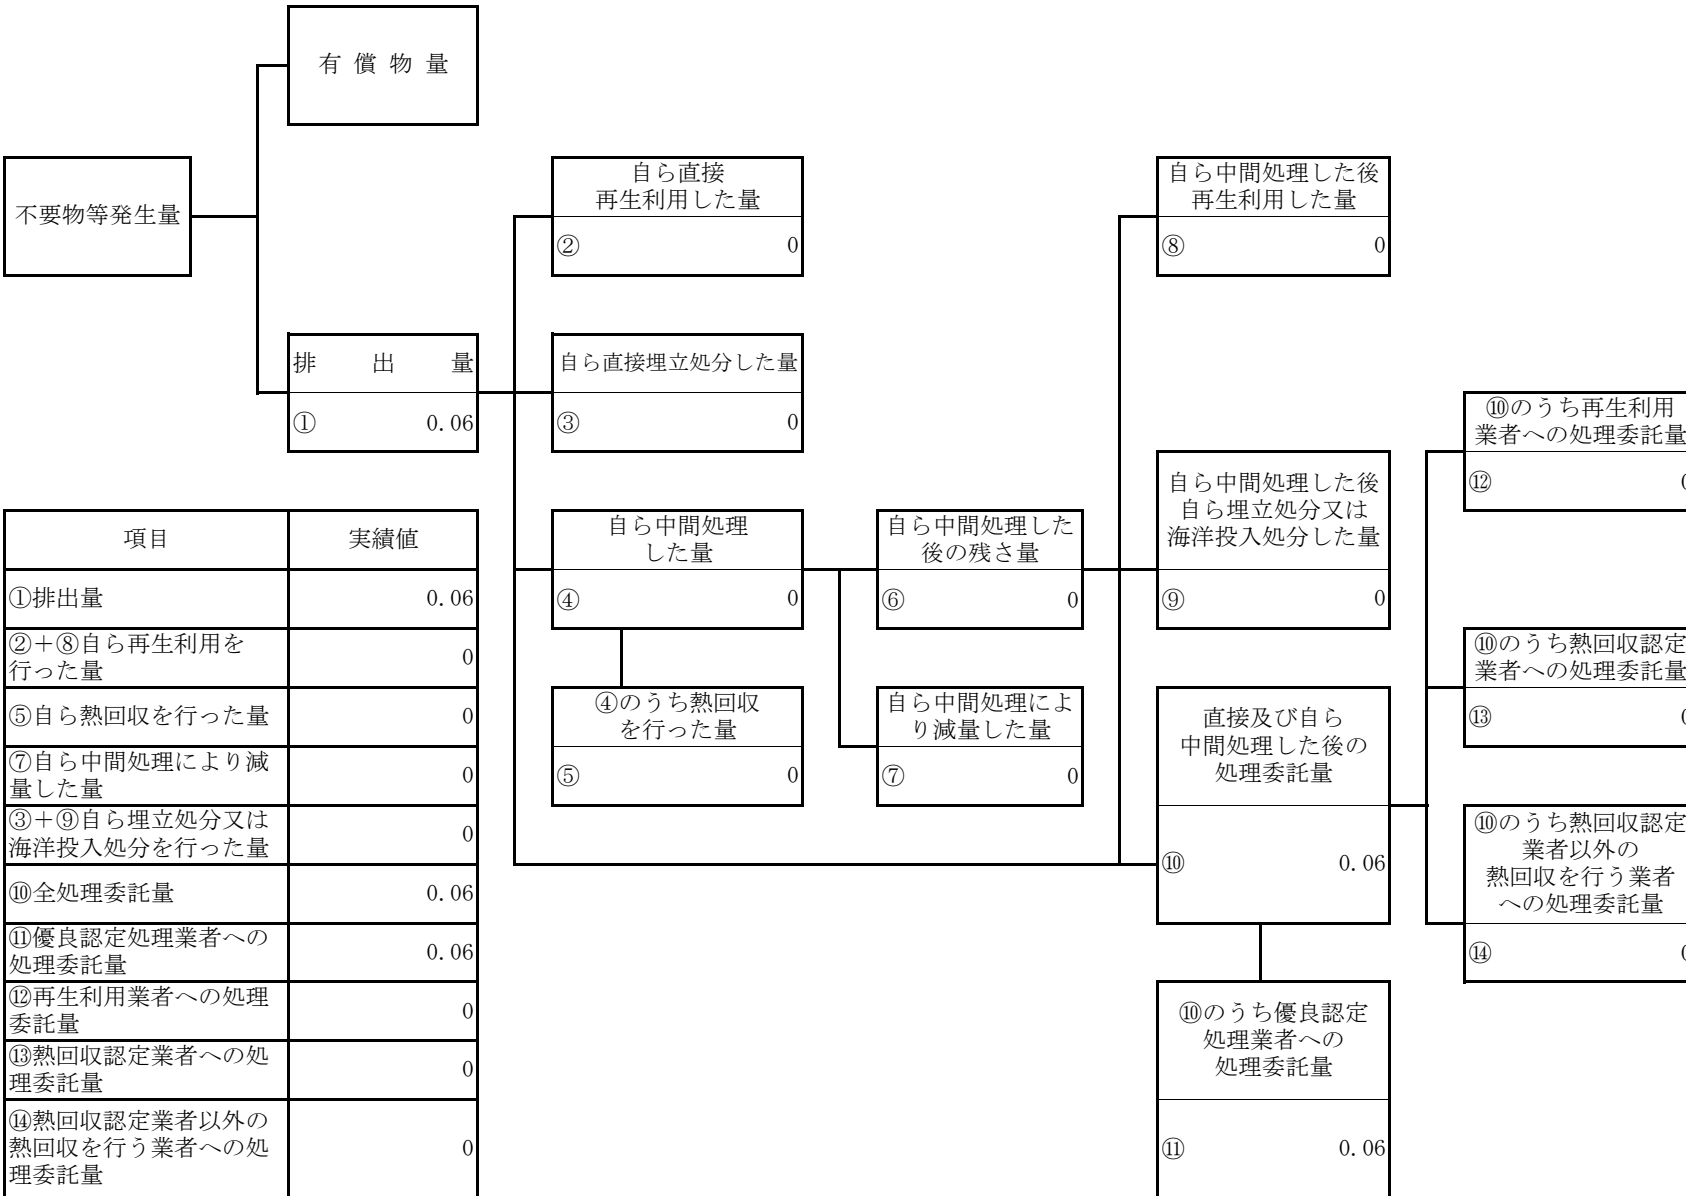 有 償 物 量
不要物等発生量
自ら直接
再生利用した量
② 0
自ら中間処理した後
再生利用した量
⑧ 0
排 出 量
① 0.06
自ら直接埋立処分した量
③ 0
⑩のうち再生利用
業者への処理委託量
⑫
自ら中間処理した後
自ら埋立処分又は
海洋投入処分した量
⑨ 0
自ら中間処理
した量
④ 0
自ら中間処理した
後の残さ量
⑥ 0
④のうち熱回収
を行った量
⑤ 0
自ら中間処理によ
り減量した量
⑦ 0
⑩のうち熱回収認定
業者への処理委託量
⑬
直接及び自ら
中間処理した後の
処理委託量
⑩ 0.06
⑩のうち熱回収認定
業者以外の
熱回収を行う業者
への処理委託量
⑭
⑩のうち優良認定
処理業者への
処理委託量
⑪ 0.06
項目 実績値
①排出量 0.06
②+⑧自ら再生利用を
行った量 0
⑤自ら熱回収を行った量 0
⑦自ら中間処理により減
量した量 0
③+⑨自ら埋立処分又は
海洋投入処分を行った量 0
⑩全処理委託量 0.06
⑪優良認定処理業者への
処理委託量 0.06
⑫再生利用業者への処理
委託量 0
⑬熱回収認定業者への処
理委託量 0
⑭熱回収認定業者以外の
熱回収を行う業者への処
理委託量 0